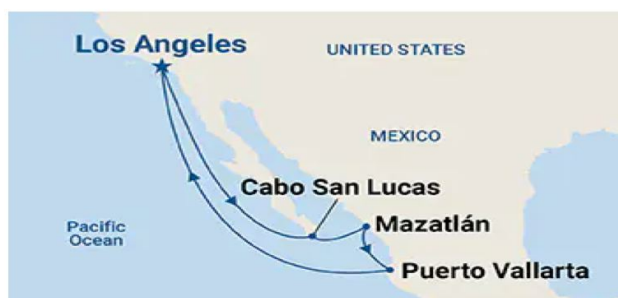 Los Angeles
UNITED STATES
MEXICO
Cabo San Lucas
Mazatlán
Pacific
Ocean
Puerto Vallarta